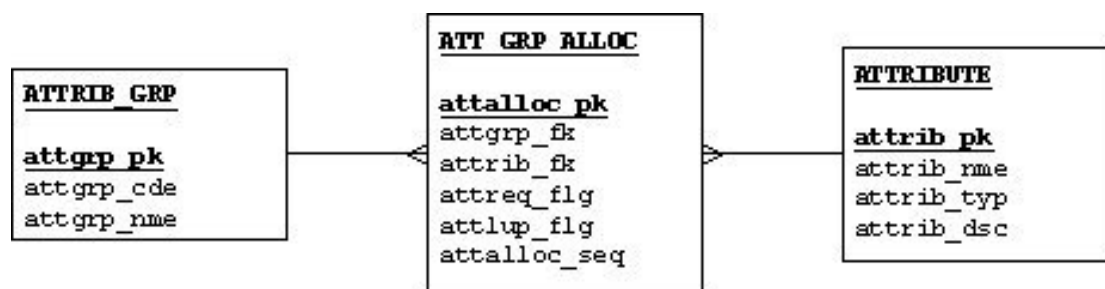 ATTRIB_GRP
attgrp_pk
attgrp_cde
attgrp_nme
ATT_GRP_ALLOC
attalloc_pk
attgrp_fk
attrib_fk
attreq_flg
attlup_flg
attalloc_seq
ATTRIBUTE
attrib_pk
attrib_nme
attrib_typ
attrib_dsc